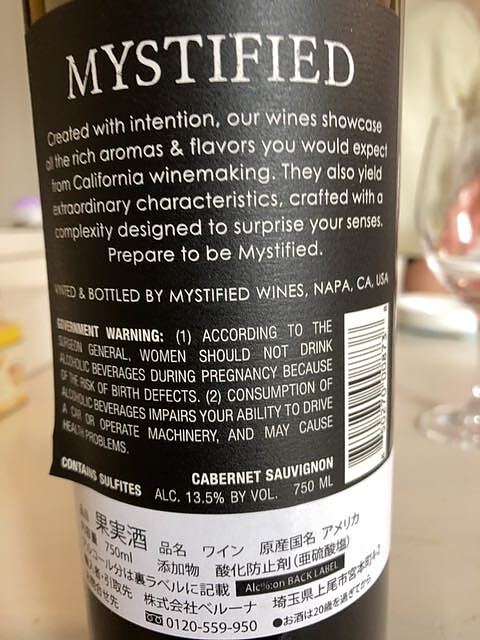 MYSTIFIED
Created with intention, our wines showcase
all the rich aromas & flavors you would expect
from California winemaking. They also yield
extraordinary characteristics, crafted with a
complexity designed to surprise your senses.
Prepare to be Mystified.
VINTED & BOTTLED BY MYSTIFIED WINES, NAPA, CA, USA
GOVERNMENT WARNING: (1) ACCORDING TO THE
SURGEON GENERAL, WOMEN SHOULD NOT DRINK
ALCOHOLIC BEVERAGES DURING PREGNANCY BECAUSE
OF THE RISK OF BIRTH DEFECTS. (2) CONSUMPTION OF
ALCOHOLIC BEVERAGES IMPAIRS YOUR ABILITY TO DRIVE
A CAR OR OPERATE MACHINERY, AND MAY CAUSE
HEALTH PROBLEMS.
CONTAINS SULFITES
CABERNET SAUVIGNON
ALC. 13.5% BY VOL. 750 ML
果実酒 品名 ワイン 原産国名 アメリカ
750ml 添加物 酸化防止剤(亜硫酸塩)
アルコール分は裏ラベルに記載 Alc%:on BACK LABEL
引取先 株式会社ベルーナ 埼玉県上尾市宮本町4-2
0120-559-950 ●お酒は20歳を過ぎてから